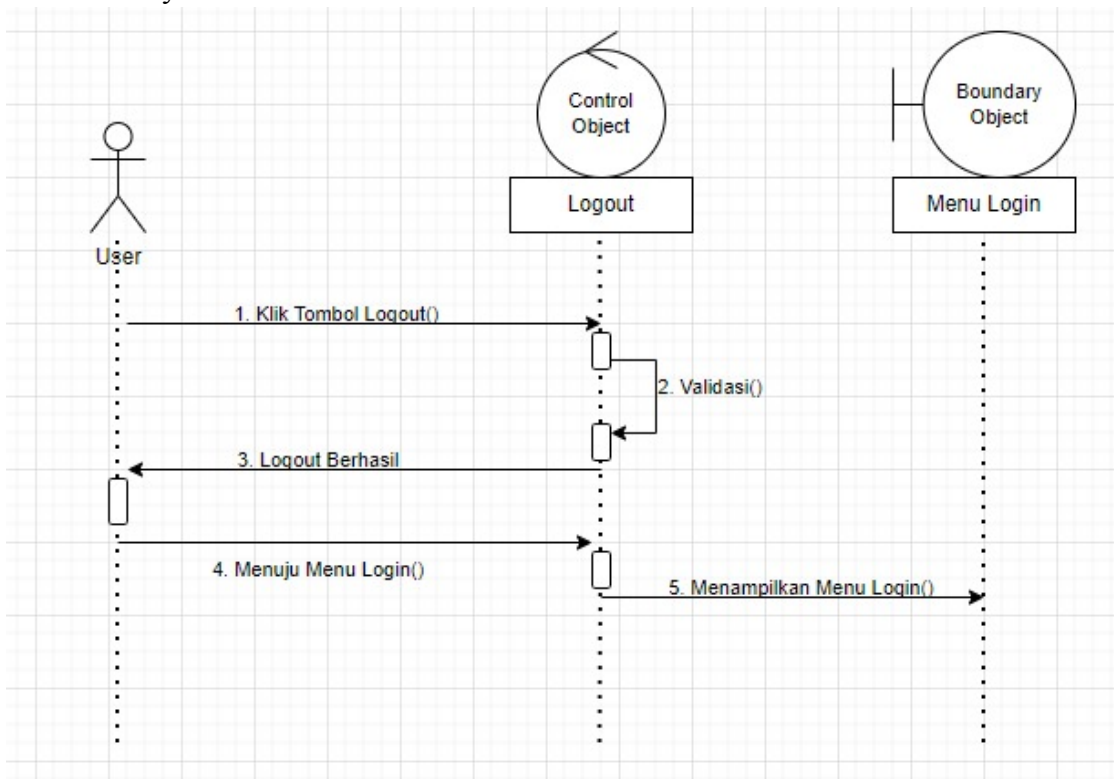 Control
Object
Boundary
Object
Logout
Menu Login
User
1. Klik Tombol Logout()
2. Validasi()
3. Logout Berhasil
4. Menuju Menu Login()
5. Menampilkan Menu Login()